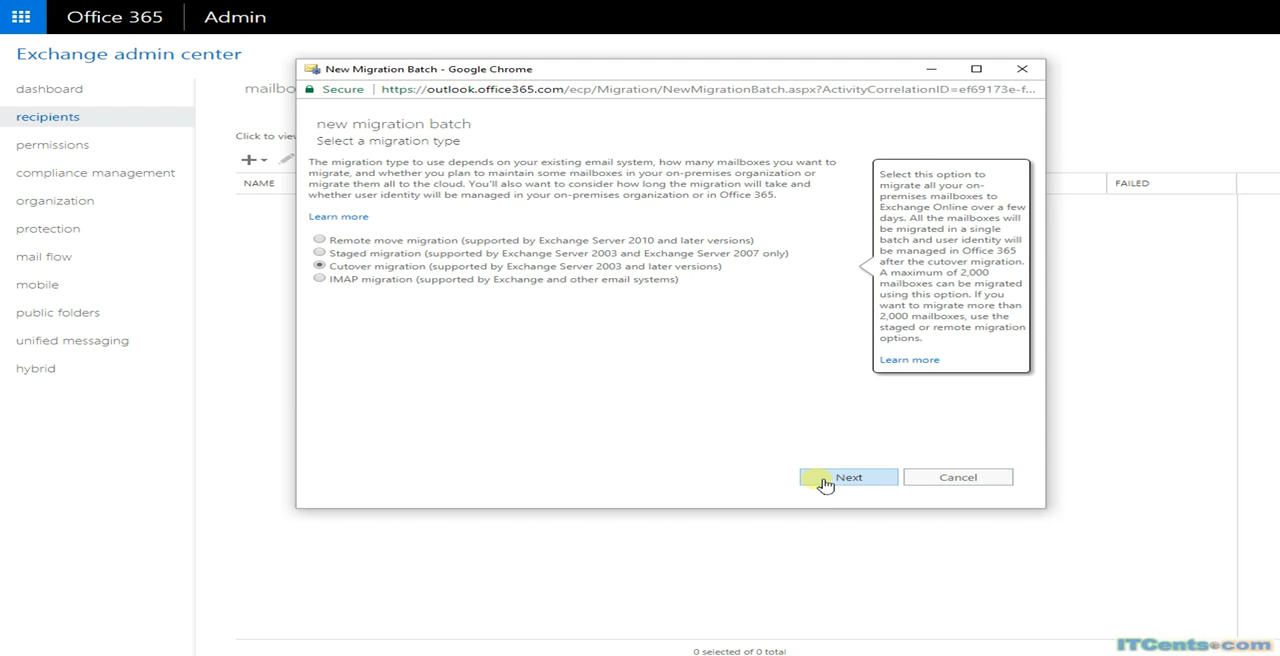 Office 365
Admin
Exchange admin center
dashboard
recipients
permissions
compliance management
organization
protection
mail flow
mobile
public folders
unified messaging
hybrid
mailbo
Click to vie
NAME
FAILED
0 selected of 0 total
New Migration Batch - Google Chrome
Secure | https://outlook.office365.com/ecp/Migration/NewMigrationBatch.aspx?ActivityCorrelationID=ef69173e-f...
new migration batch
Select a migration type
The migration type to use depends on your existing email system, how many mailboxes you want to
migrate, and whether you plan to maintain some mailboxes in your on-premises organization or
migrate them all to the cloud. You'll also want to consider how long the migration will take and
whether user identity will be managed in your on-premises organization or in Office 365.
Learn more
Remote move migration (supported by Exchange Server 2010 and later versions)
Staged migration (supported by Exchange Server 2003 and Exchange Server 2007 only)
Cutover migration (supported by Exchange Server 2003 and later versions)
IMAP migration (supported by Exchange and other email systems)
Select this option to
migrate all your on-
premises mailboxes to
Exchange Online over a few
days. All the mailboxes will
be migrated in a single
batch and user identity will
be managed in Office 365
after the cutover migration.
A maximum of 2,000
mailboxes can be migrated
using this option. If you
want to migrate more than
2,000 mailboxes, use the
staged or remote migration
options.
Learn more
Next
Cancel
ITCents.com